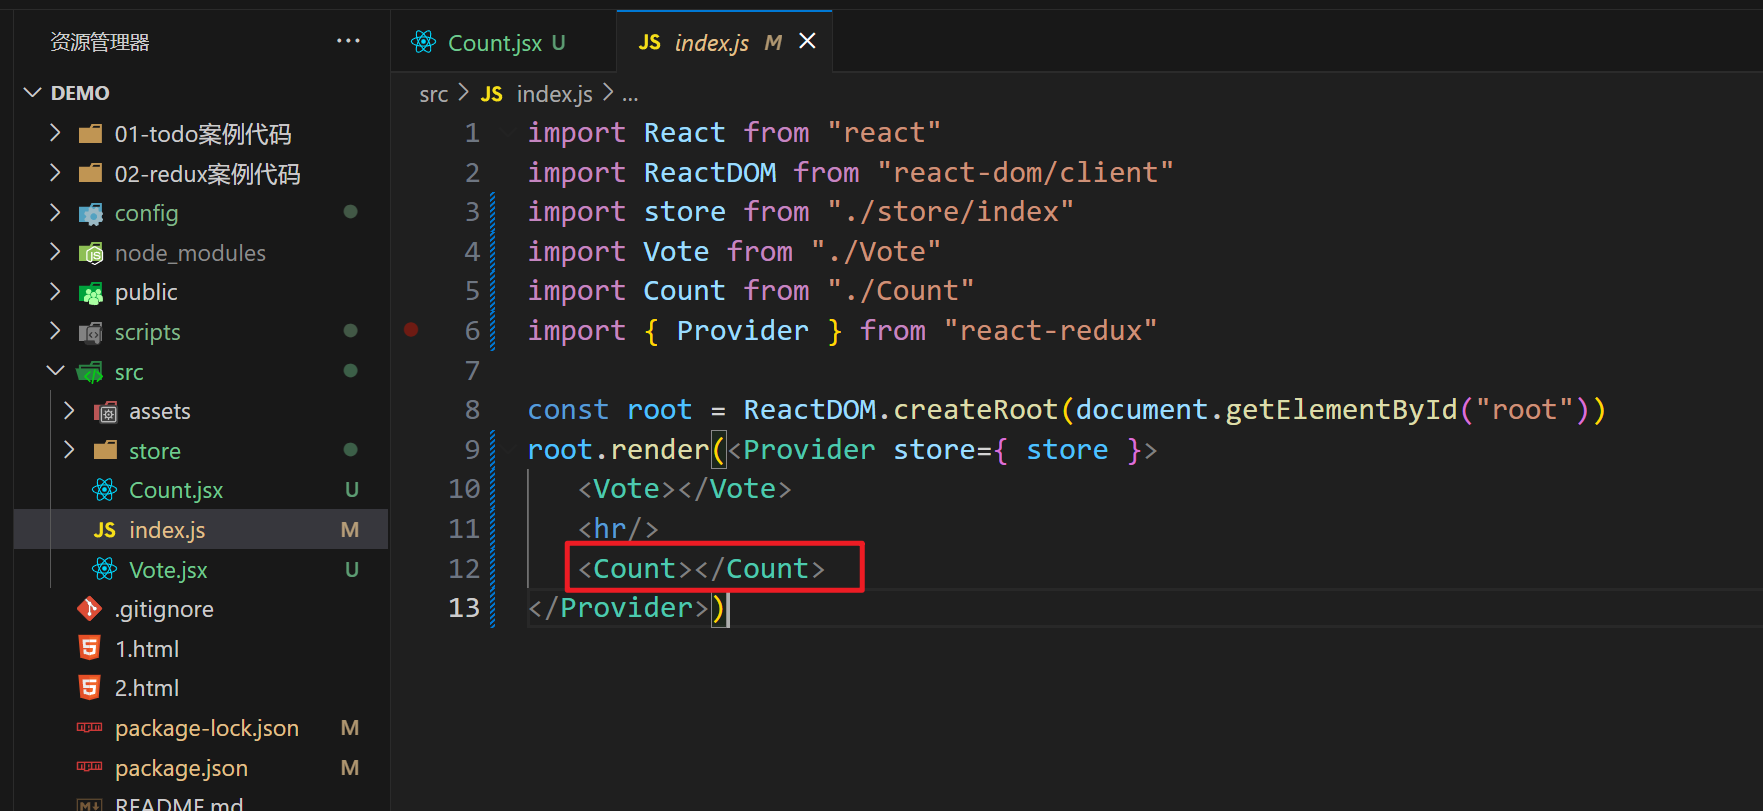 资源管理器 ···
DEMO
01-todo案例代码
02-redux案例代码
config
node_modules
public
scripts
src
assets
store
Count.jsx U
index.js M
Vote.jsx U
.gitignore
1.html
2.html
package-lock.json M
package.json M
README.md
Count.jsx U
JS index.js M
src > JS index.js > ...
1 import React from "react"
2 import ReactDOM from "react-dom/client"
3 import store from "./store/index"
4 import Vote from "./Vote"
5 import Count from "./Count"
6 import { Provider } from "react-redux"
7
8 const root = ReactDOM.createRoot(document.getElementById("root"))
9 root.render(<Provider store={ store }>
10 <Vote></Vote>
11 <hr/>
12 <Count></Count>
13 </Provider>)